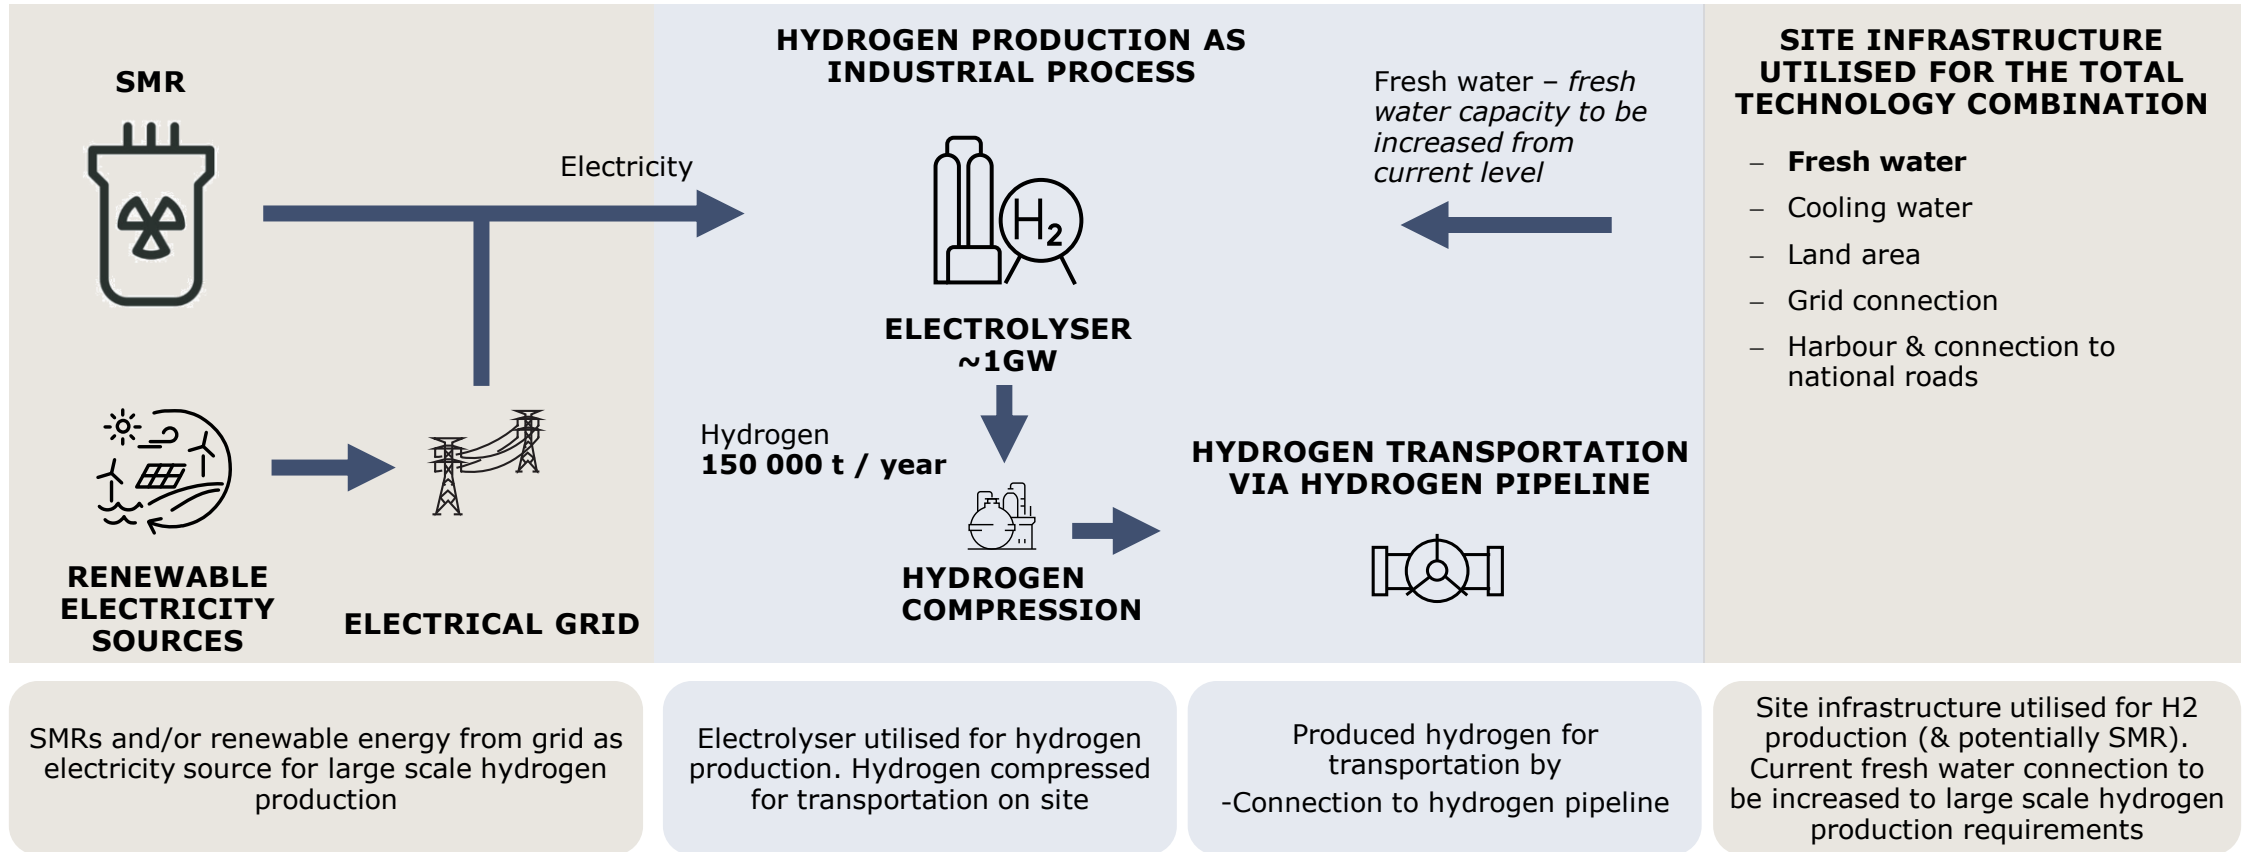 SMR
Electricity
RENEWABLE
ELECTRICITY
SOURCES
ELECTRICAL GRID
HYDROGEN PRODUCTION AS
INDUSTRIAL PROCESS
H2
ELECTROLYSER
~1GW
Hydrogen
150 000 t / year
HYDROGEN
COMPRESSION
Fresh water – fresh
water capacity to be
increased from
current level
HYDROGEN TRANSPORTATION
VIA HYDROGEN PIPELINE
SITE INFRASTRUCTURE
UTILISED FOR THE TOTAL
TECHNOLOGY COMBINATION
– Fresh water
– Cooling water
– Land area
– Grid connection
– Harbour & connection to
national roads
SMRs and/or renewable energy from grid as
electricity source for large scale hydrogen
production
Electrolyser utilised for hydrogen
production. Hydrogen compressed
for transportation on site
Produced hydrogen for
transportation by
-Connection to hydrogen pipeline
Site infrastructure utilised for H2
production (& potentially SMR).
Current fresh water connection to
be increased to large scale hydrogen
production requirements